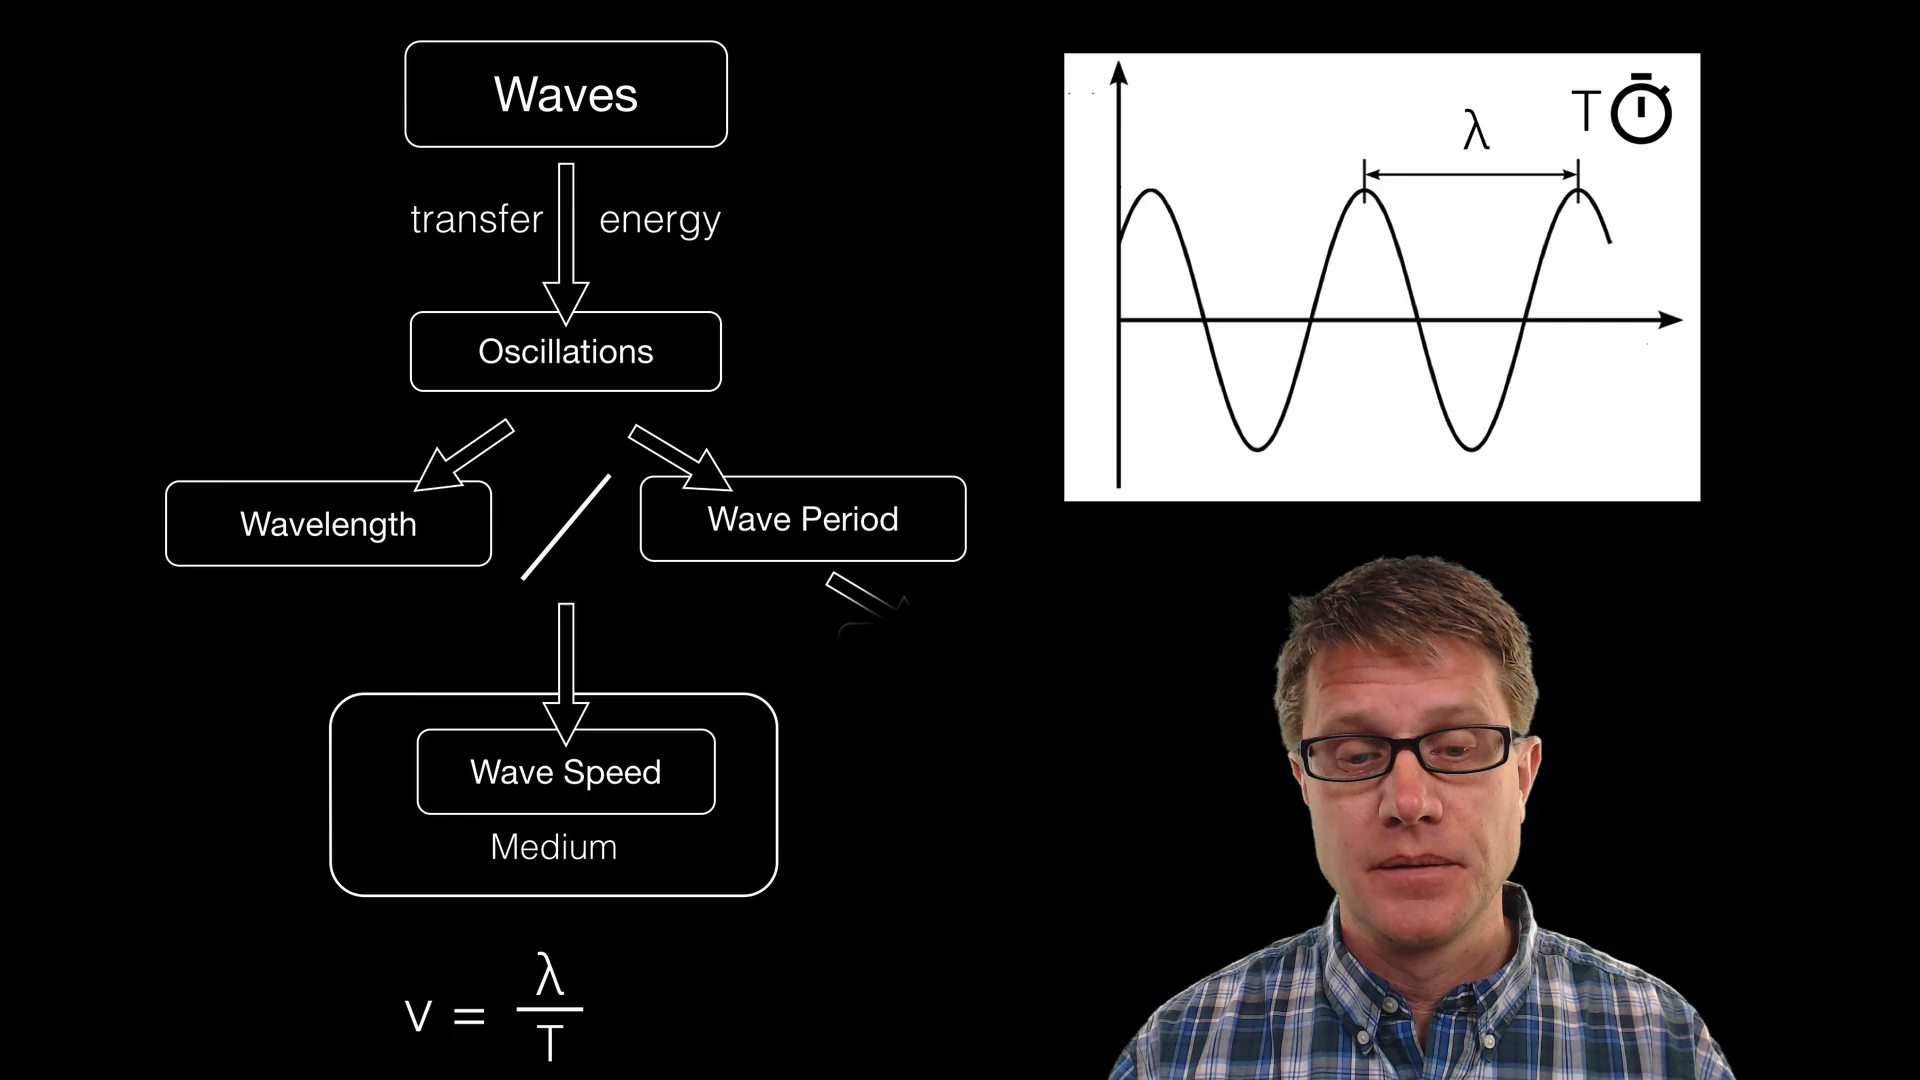 Waves
transfer energy
Oscillations
Wavelength
Wave Period
Wave Speed
Medium
v = λ
T
λ
T